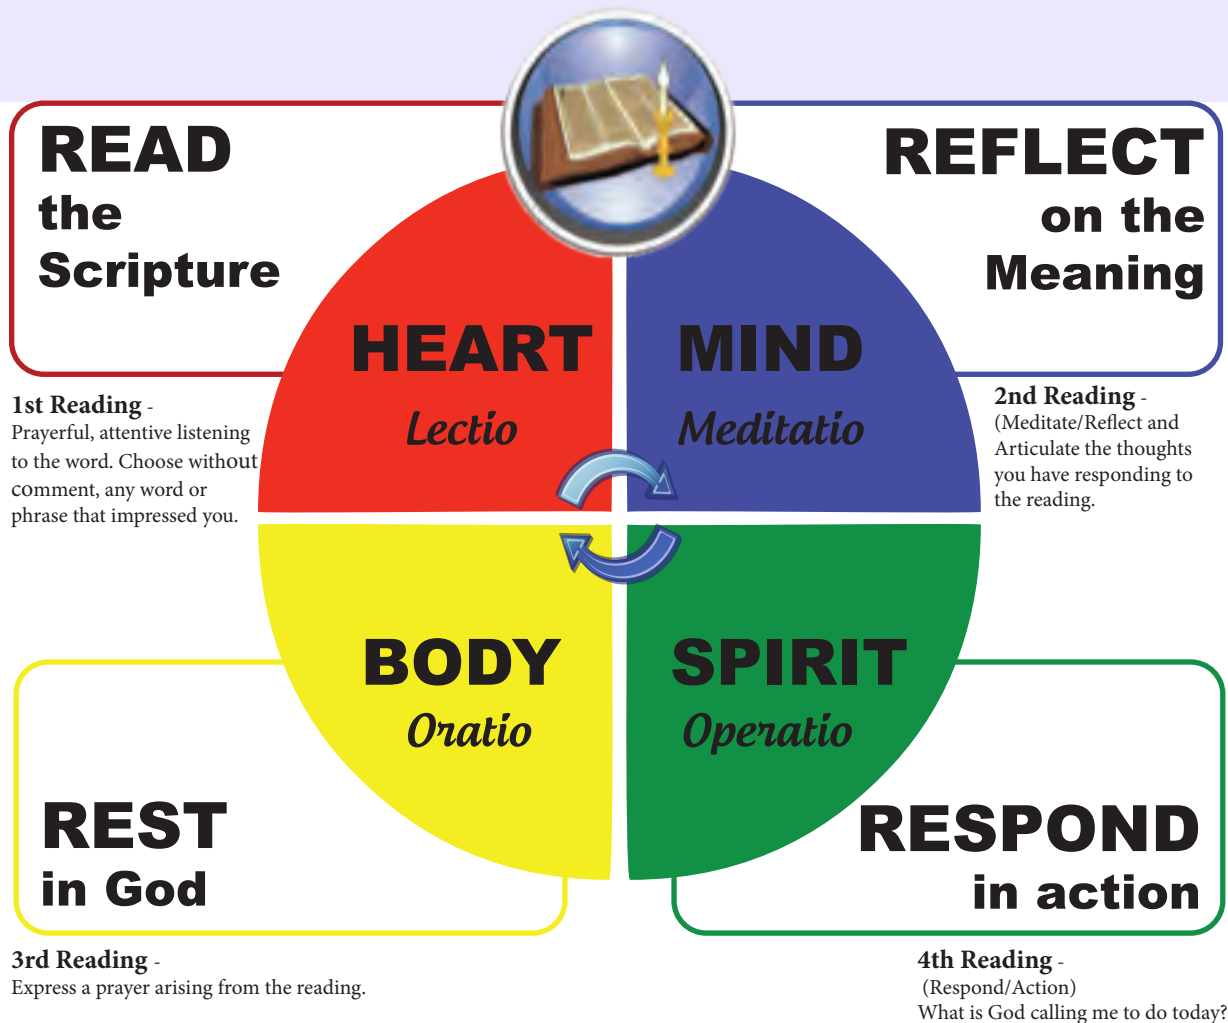 READ
the
Scripture
REFLECT
on the
Meaning
HEART
Lectio
MIND
Meditatio
1st Reading -
Prayerful, attentive listening
to the word. Choose without
comment, any word or
phrase that impressed you.
2nd Reading -
(Meditate/Reflect and
Articulate the thoughts
you have responding to
the reading.
BODY
Oratio
SPIRIT
Operatio
REST
in God
RESPOND
in action
3rd Reading -
Express a prayer arising from the reading.
4th Reading -
(Respond/Action)
What is God calling me to do today?